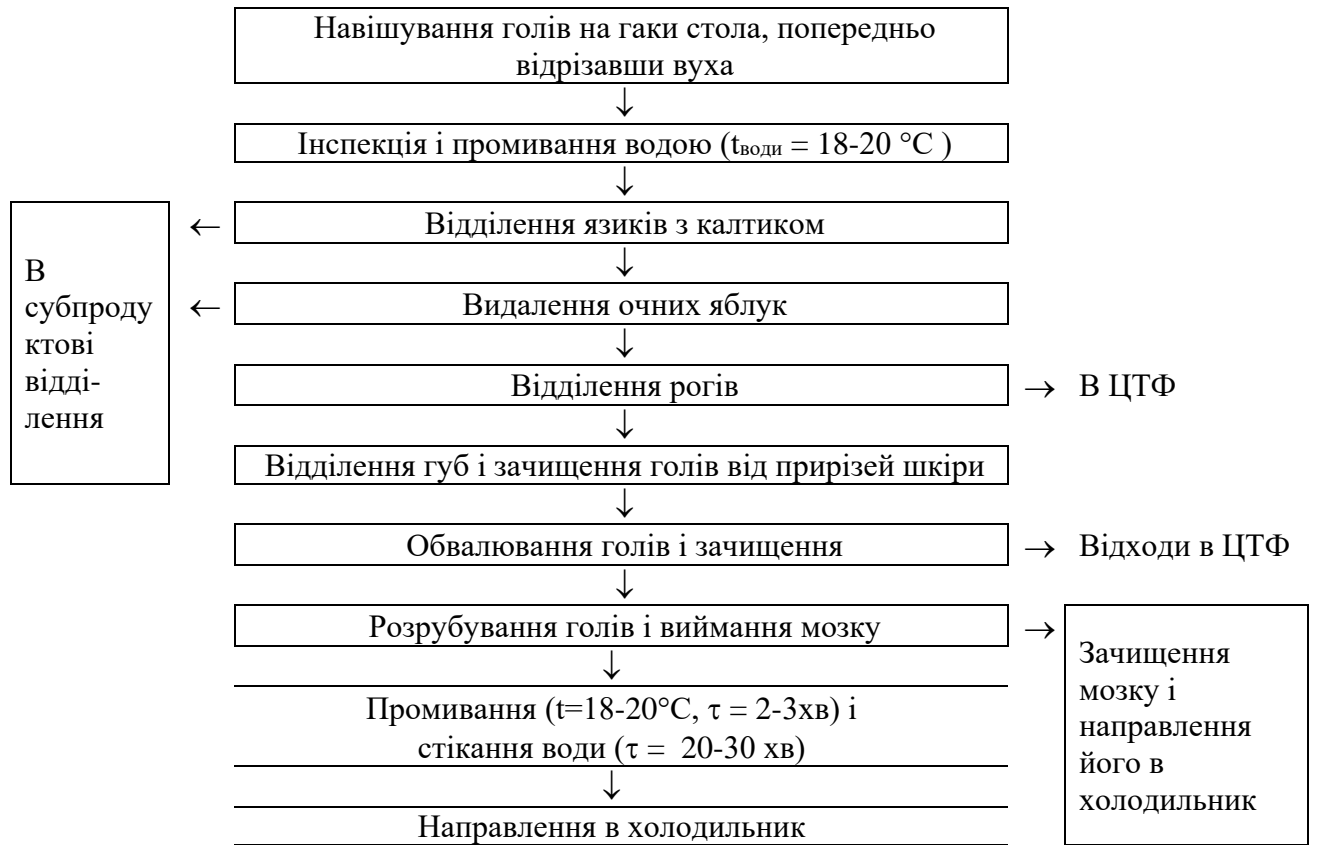 Навішування голів на гаки стола, попередньо
відрізавши вуха
↓
Інспекція і промивання водою (tводи = 18-20 °С )
↓
В
субпроду
ктові
відді-
лення
← Відділення язиків з калтиком
↓
← Видалення очних яблук
↓
Відділення рогів → В ЦТФ
↓
Відділення губ і зачищення голів від прирізей шкіри
↓
Обвалювання голів і зачищення → Відходи в ЦТФ
↓
Розрубування голів і виймання мозку →
Зачищення
мозку і
направлення
його в
холодильник
↓
Промивання (t=18-20°С, τ = 2-3хв) і
стікання води (τ = 20-30 хв)
↓
Направлення в холодильник